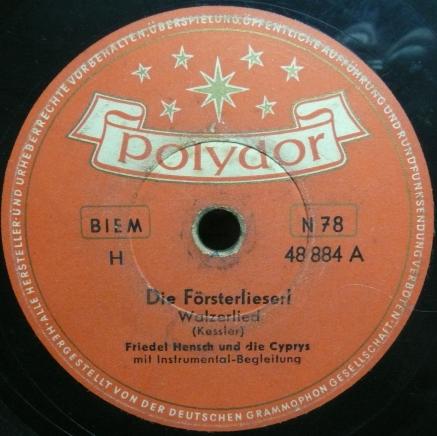 ALLE HERSTELLER-UND URHEBERRECHTE VORBEHALTEN, ÜBERSPIELUNG, ÖFFENTLICHE AUFFÜHRUNG UND RUNDFUNKSENDUNG VERBOTEN
polydor
BIEM
N 78
H
48 884 A
Die Försterlieserl
Walzerlied
(Kessler)
Friedel Hensch und die Cyprys
mit Instrumental-Begleitung
HERGESTELLT VON DER DEUTSCHEN GRAMMOPHON GESELLSCHAFT